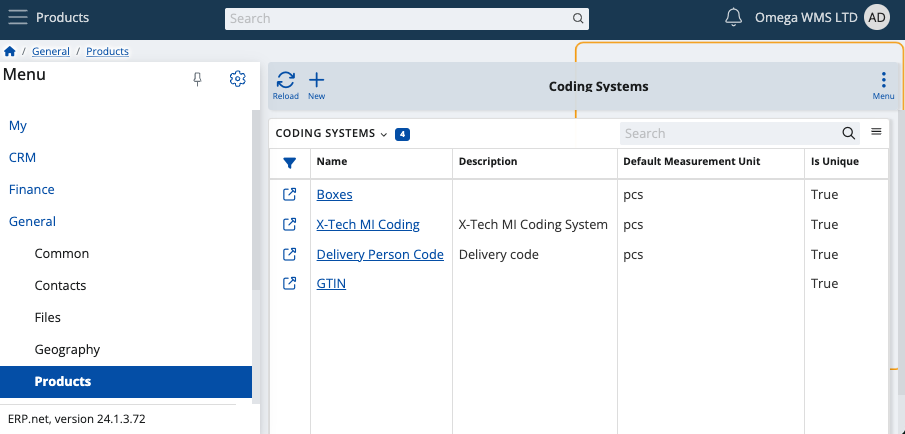 Products
Search
Omega WMS LTD
AD
/ General / Products
Menu
My
CRM
Finance
General
Common
Contacts
Files
Geography
Products
ERP.net, version 24.1.3.72
Reload
New
Coding Systems
Menu
CODING SYSTEMS
4
Search
Name Description Default Measurement Unit Is Unique
Boxes pcs True
X-Tech MI Coding X-Tech MI Coding System pcs True
Delivery Person Code Delivery code pcs True
GTIN True